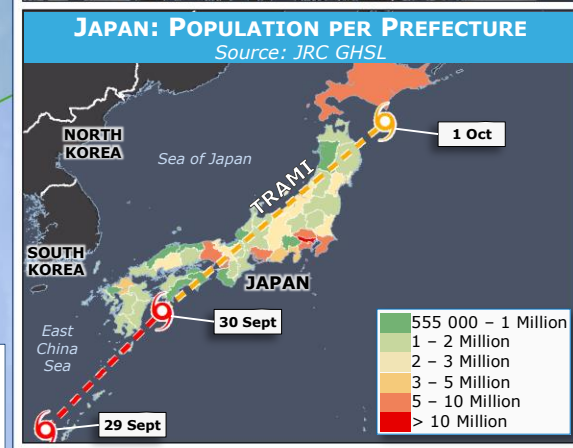 JAPAN: POPULATION PER PREFECTURE
Source: JRC GHSL
NORTH
KOREA
1 Oct
Sea of Japan
TRAMI
SOUTH
KOREA
JAPAN
30 Sept
East
China
Sea
29 Sept
555 000 – 1 Million
1 – 2 Million
2 – 3 Million
3 – 5 Million
5 – 10 Million
> 10 Million